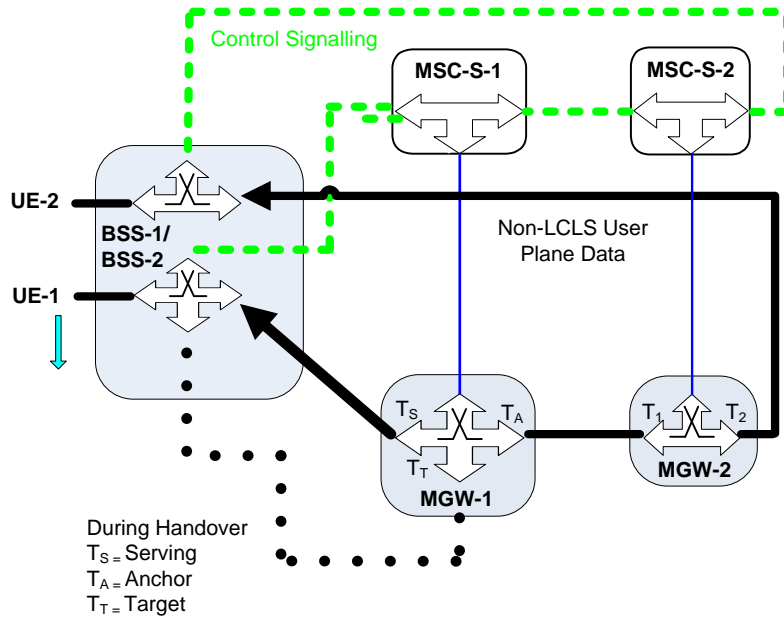 Control Signalling
MSC-S-1
MSC-S-2
UE-2
BSS-1/
BSS-2
Non-LCLS User
Plane Data
UE-1
TS
TA
T1
T2
TT
MGW-1
MGW-2
During Handover
TS = Serving
TA = Anchor
TT = Target